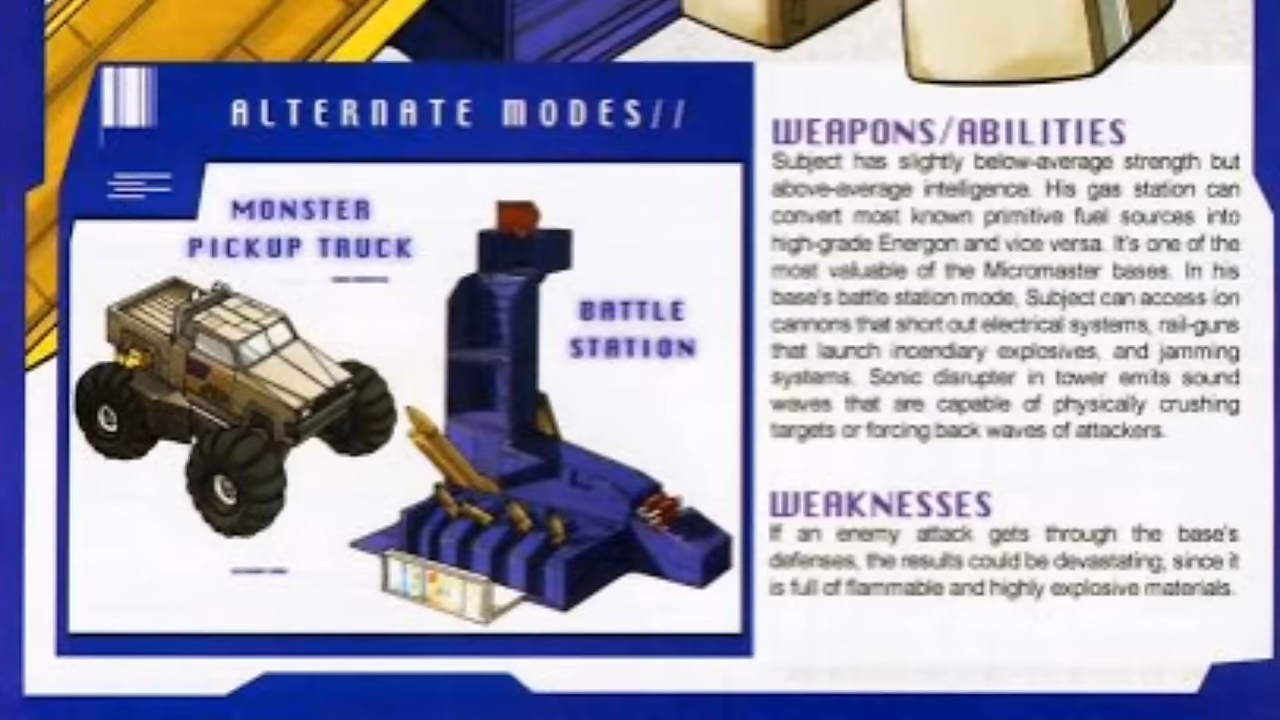 ALTERNATE MODES//
MONSTER
PICKUP TRUCK
BATTLE
STATION
WEAPONS/ABILITIES
Subject has slightly below-average strength but
above-average intelligence. His gas station can
convert most known primitive fuel sources into
high-grade Energon and vice versa. It's one of the
most valuable of the Micromaster bases. In his
base's battle station mode, Subject can access ion
cannons that short out electrical systems, rail-guns
that launch incendiary explosives, and jamming
systems. Sonic disrupter in tower emits sound
waves that are capable of physically crushing
targets or forcing back waves of attackers.
WEAKNESSES
If an enemy attack gets through the base's
defenses, the results could be devastating, since it
is full of flammable and highly explosive materials.